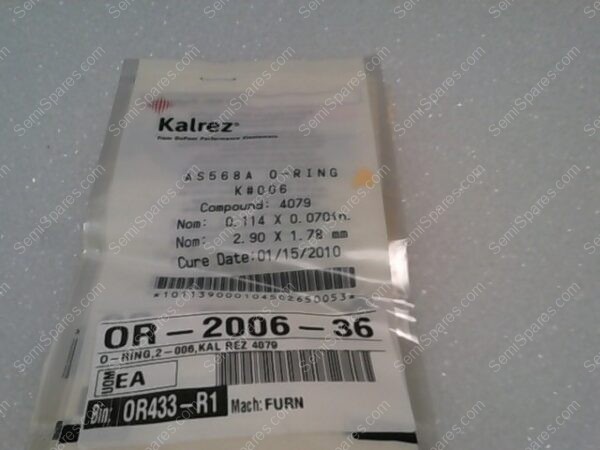 Kalrez®
From DuPont Performance Elastomers
AS568A O-RING
K#006
Compound: 4079
Nom: 0.114 X 0.070in.
Nom: 2.90 X 1.78 mm
Cure Date:01/15/2010
OR-2006-36
O-RING,2-006,KAL REZ 4079
UOM EA
Bin: OR433-R1 Mach: FURN
SemiSpares.com